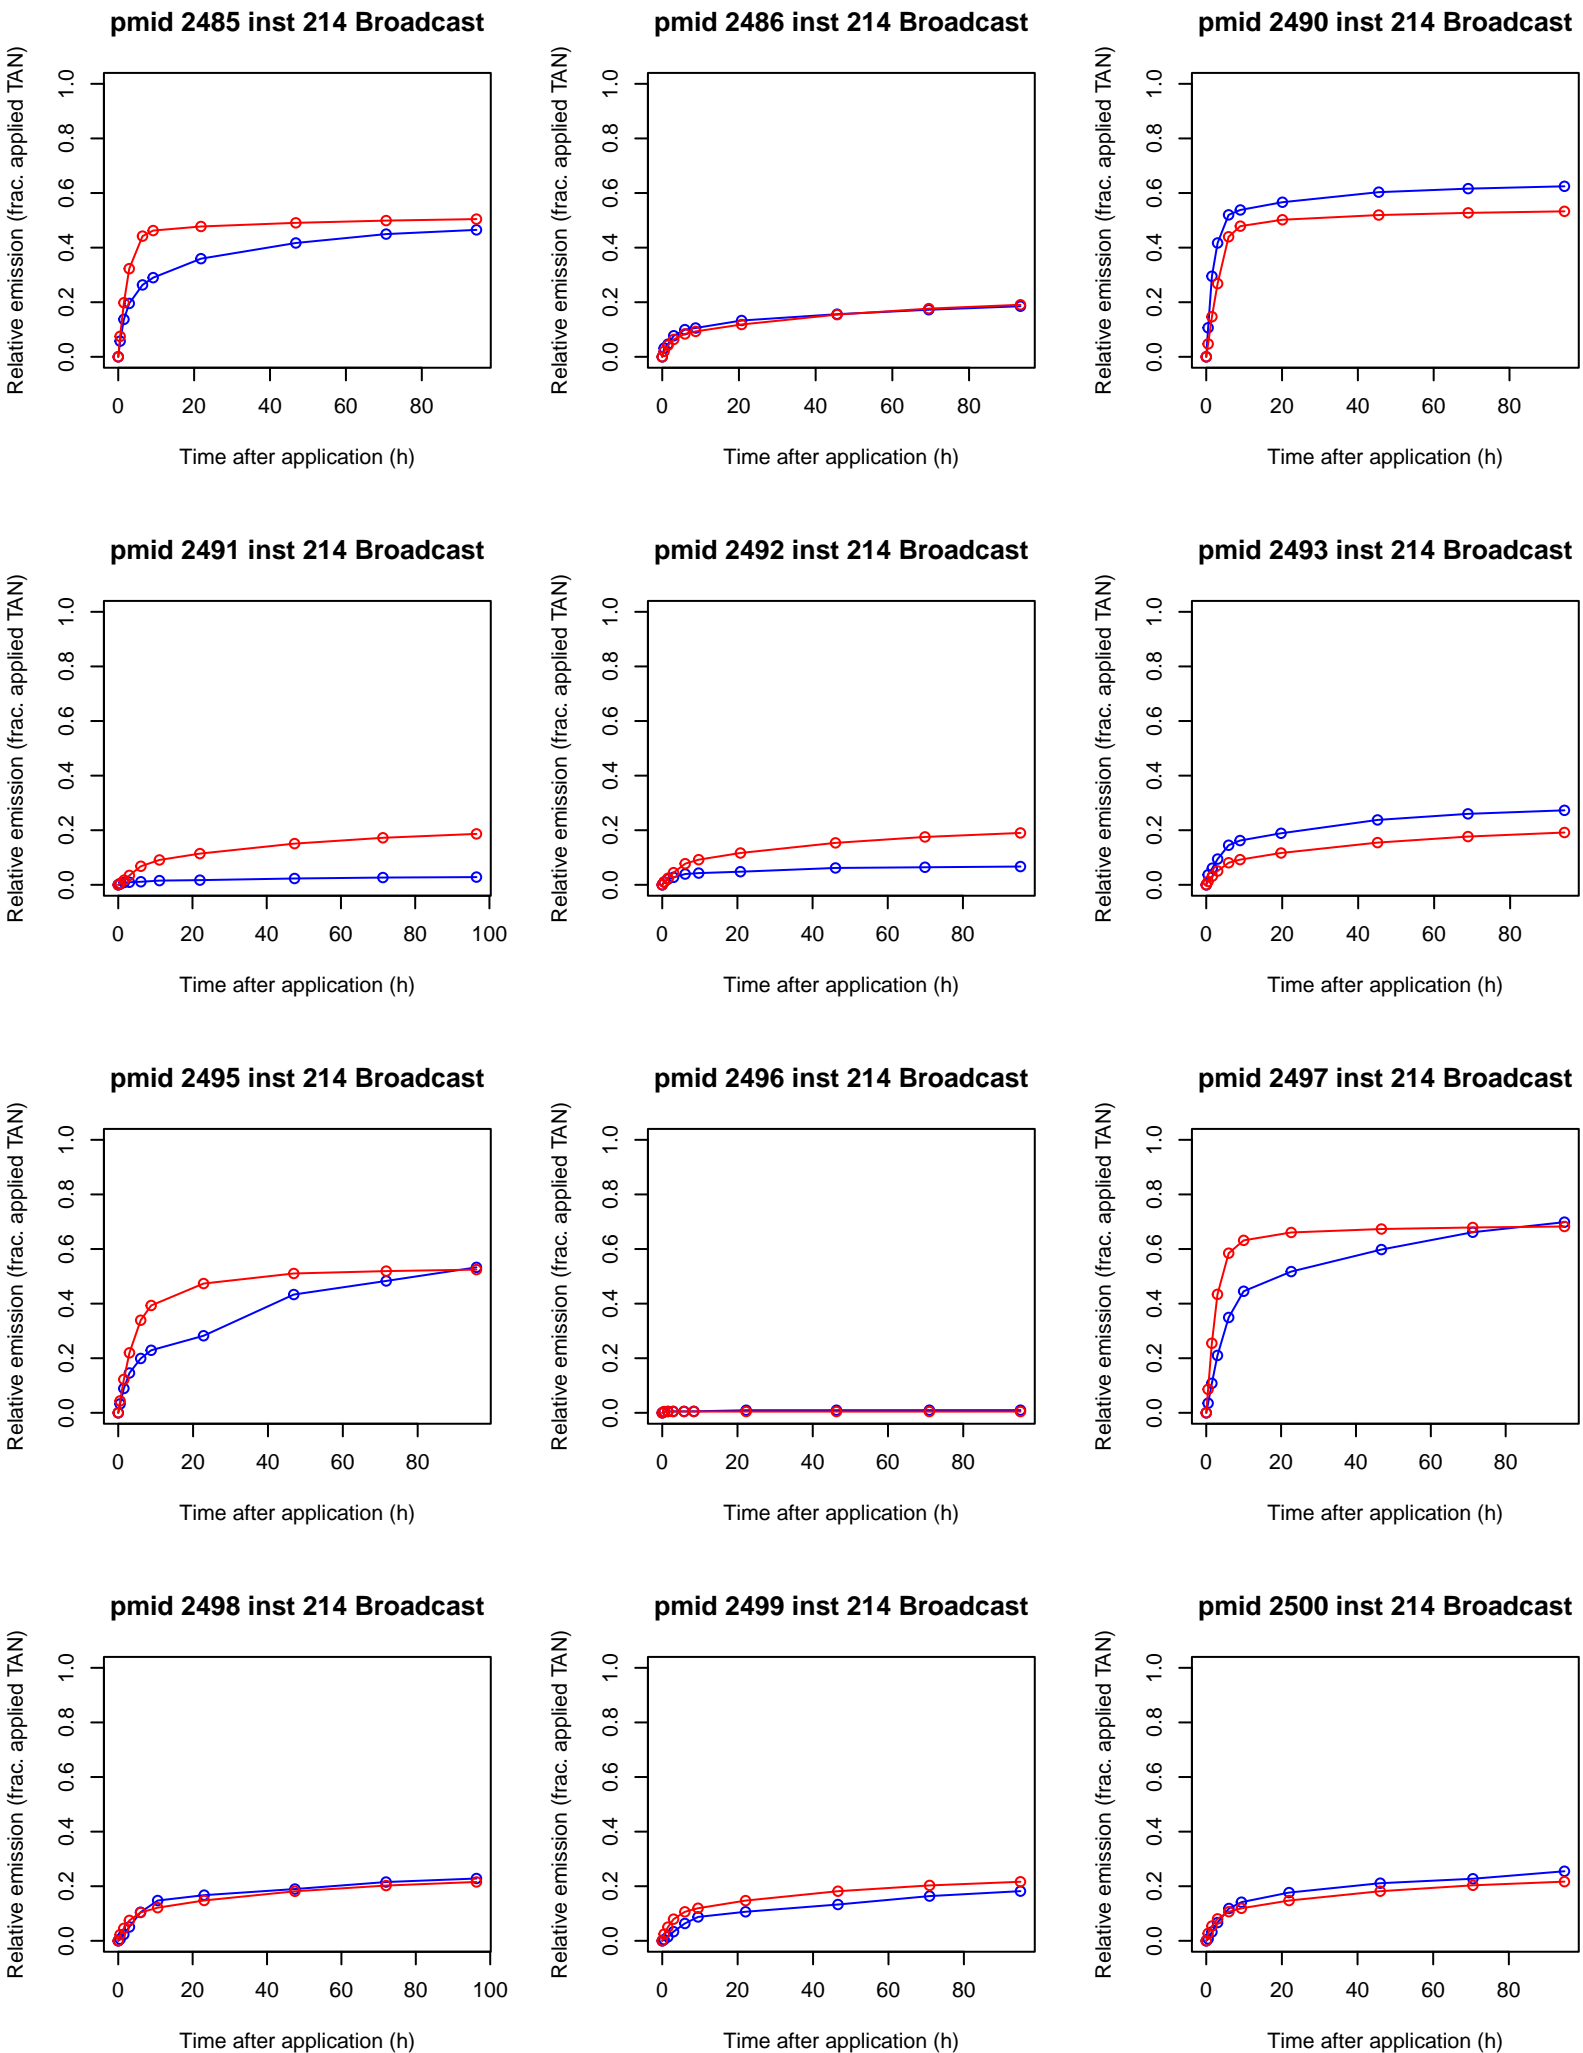 pmid 2485 inst 214 Broadcast
Relative emission (frac. applied TAN)
1.0
0.8
0.6
0.4
0.2
0.0
0 20 40 60 80
Time after application (h)
pmid 2486 inst 214 Broadcast
Relative emission (frac. applied TAN)
1.0
0.8
0.6
0.4
0.2
0.0
0 20 40 60 80
Time after application (h)
pmid 2490 inst 214 Broadcast
Relative emission (frac. applied TAN)
1.0
0.8
0.6
0.4
0.2
0.0
0 20 40 60 80
Time after application (h)
pmid 2491 inst 214 Broadcast
Relative emission (frac. applied TAN)
1.0
0.8
0.6
0.4
0.2
0.0
0 20 40 60 80 100
Time after application (h)
pmid 2492 inst 214 Broadcast
Relative emission (frac. applied TAN)
1.0
0.8
0.6
0.4
0.2
0.0
0 20 40 60 80
Time after application (h)
pmid 2493 inst 214 Broadcast
Relative emission (frac. applied TAN)
1.0
0.8
0.6
0.4
0.2
0.0
0 20 40 60 80
Time after application (h)
pmid 2495 inst 214 Broadcast
Relative emission (frac. applied TAN)
1.0
0.8
0.6
0.4
0.2
0.0
0 20 40 60 80
Time after application (h)
pmid 2496 inst 214 Broadcast
Relative emission (frac. applied TAN)
1.0
0.8
0.6
0.4
0.2
0.0
0 20 40 60 80
Time after application (h)
pmid 2497 inst 214 Broadcast
Relative emission (frac. applied TAN)
1.0
0.8
0.6
0.4
0.2
0.0
0 20 40 60 80
Time after application (h)
pmid 2498 inst 214 Broadcast
Relative emission (frac. applied TAN)
1.0
0.8
0.6
0.4
0.2
0.0
0 20 40 60 80 100
Time after application (h)
pmid 2499 inst 214 Broadcast
Relative emission (frac. applied TAN)
1.0
0.8
0.6
0.4
0.2
0.0
0 20 40 60 80
Time after application (h)
pmid 2500 inst 214 Broadcast
Relative emission (frac. applied TAN)
1.0
0.8
0.6
0.4
0.2
0.0
0 20 40 60 80
Time after application (h)